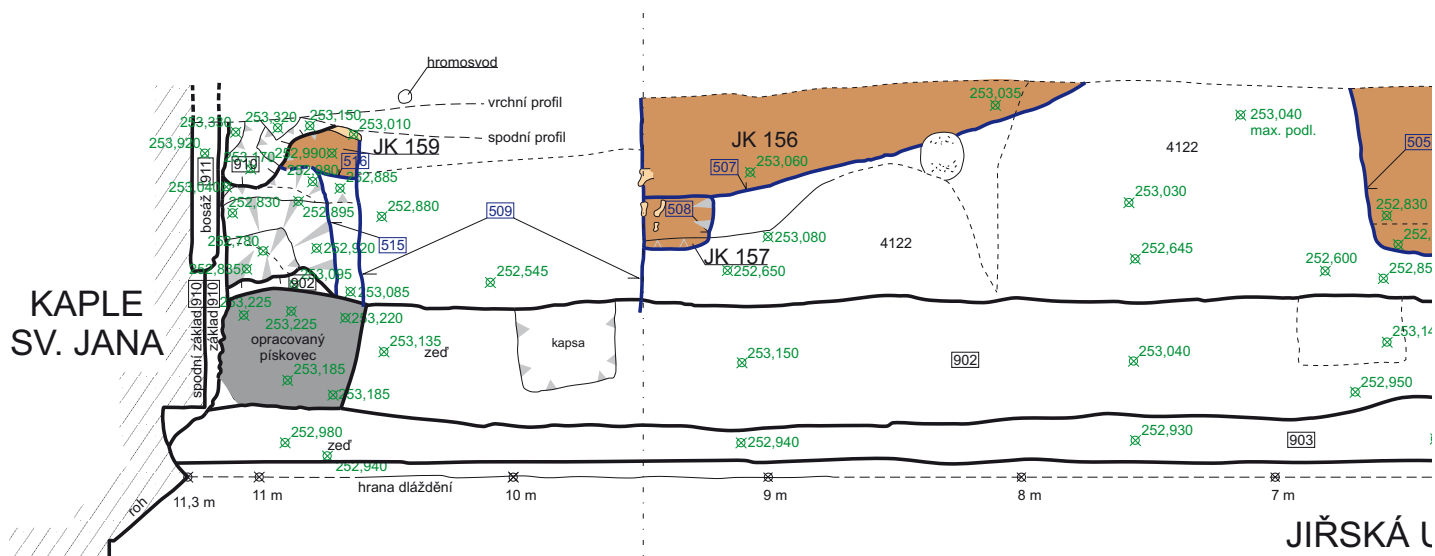 hromosvod
vrchní profil
spodní profil
253,330
253,320
253,150
253,010
253,920
JK 159
253,170
910
252,990
516
252,980
252,885
911
bosáž
253,040
252,830
252,895
252,880
509
252,780
252,920
515
252,835
253,095
902
253,085
252,545
KAPLE
SV. JANA
spodní základ 910
základ 910
253,225
253,225
253,220
opracovaný
pískovec
253,185
253,185
253,135
zeď
kapsa
252,980
zeď
252,940
roh
11,3 m
11 m
hrana dláždění
10 m
JK 156
507
253,060
508
JK 157
253,080
252,650
4122
253,035
253,040
max. podl.
4122
505
253,030
252,830
252,645
252,600
253,150
902
253,040
252,950
252,940
252,930
903
9 m
8 m
7 m
JIŘSKÁ